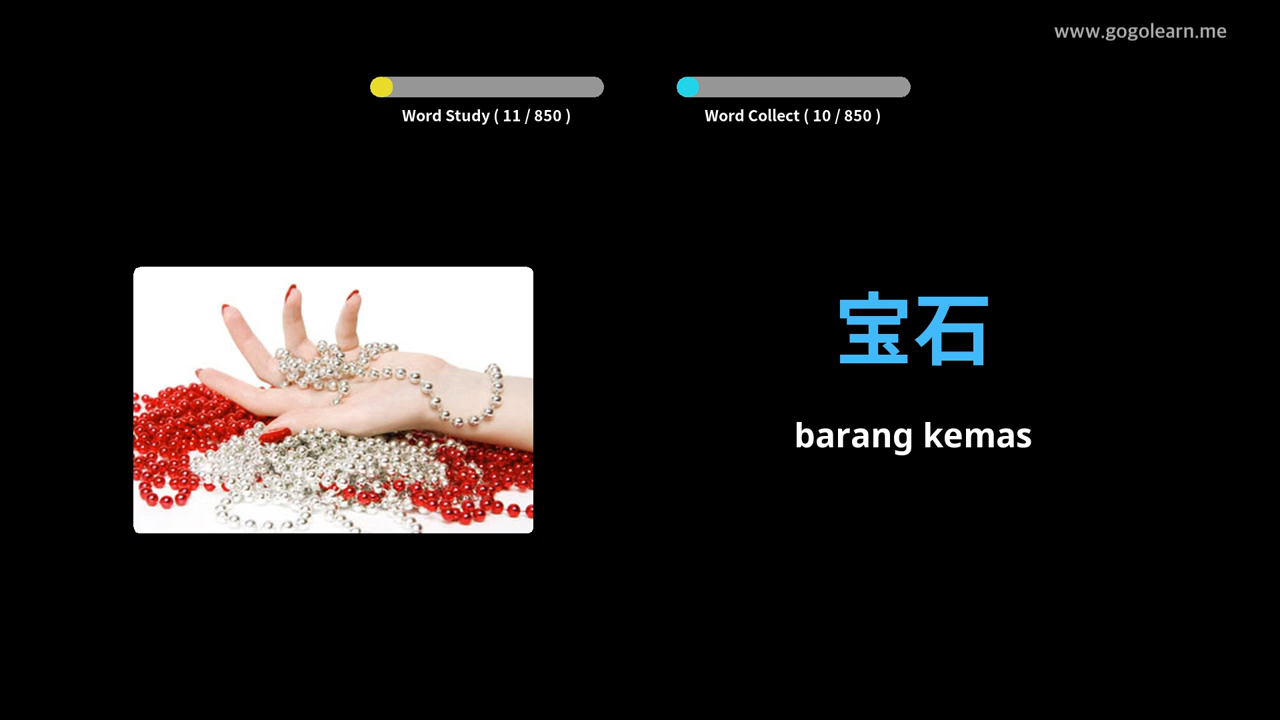 www.gogolearn.me
Word Study ( 11 / 850 )
Word Collect ( 10 / 850 )
宝石
barang kemas